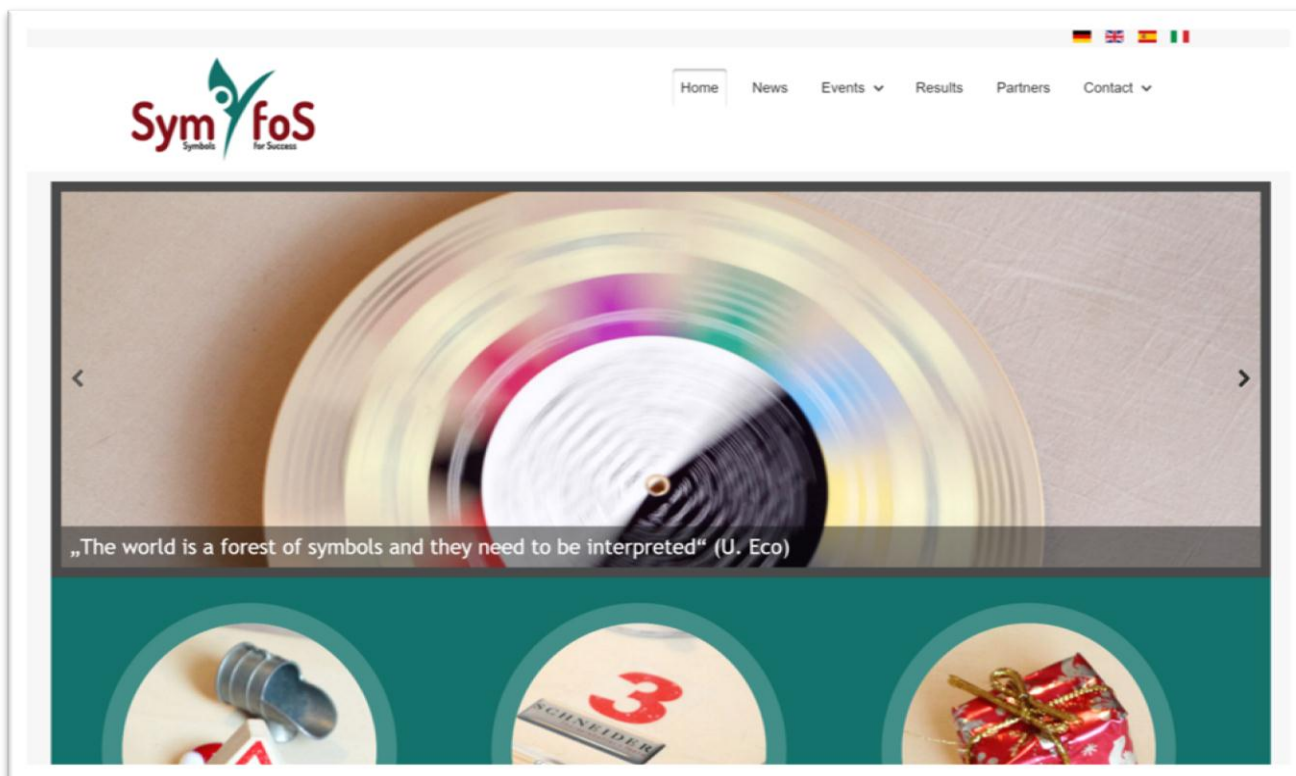 Sym foS
Symbols for Success
Home News Events Results Partners Contact
„The world is a forest of symbols and they need to be interpreted“ (U. Eco)
3
SCHNEIDER